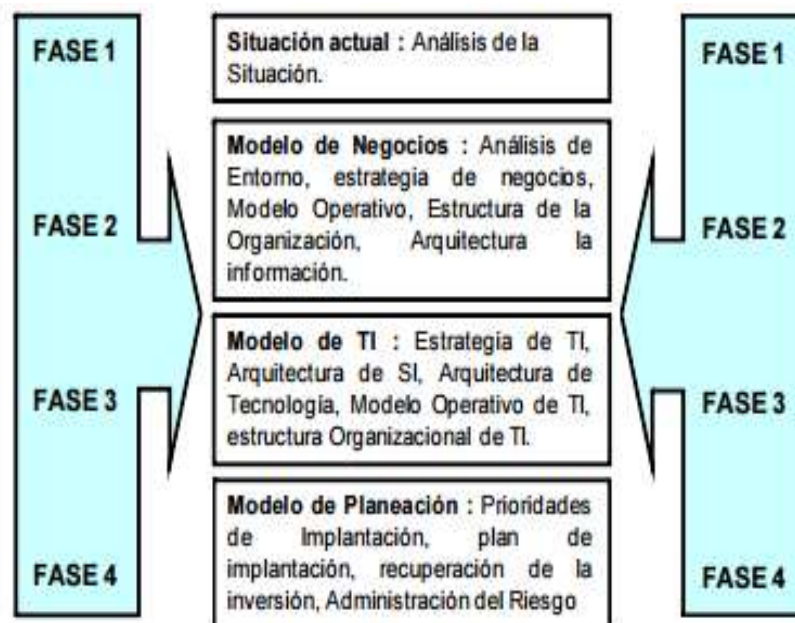 FASE 1
FASE 2
FASE 3
FASE 4
Situación actual : Análisis de la
Situación.
Modelo de Negocios : Análisis de
Entorno, estrategia de negocios,
Modelo Operativo, Estructura de la
Organización, Arquitectura la
información.
Modelo de TI : Estrategia de TI,
Arquitectura de SI, Arquitectura de
Tecnología, Modelo Operativo de TI,
estructura Organizacional de TI.
Modelo de Planeación : Prioridades
de Implantación, plan de
implantación, recuperación de la
inversión, Administración del Riesgo
FASE 1
FASE 2
FASE 3
FASE 4